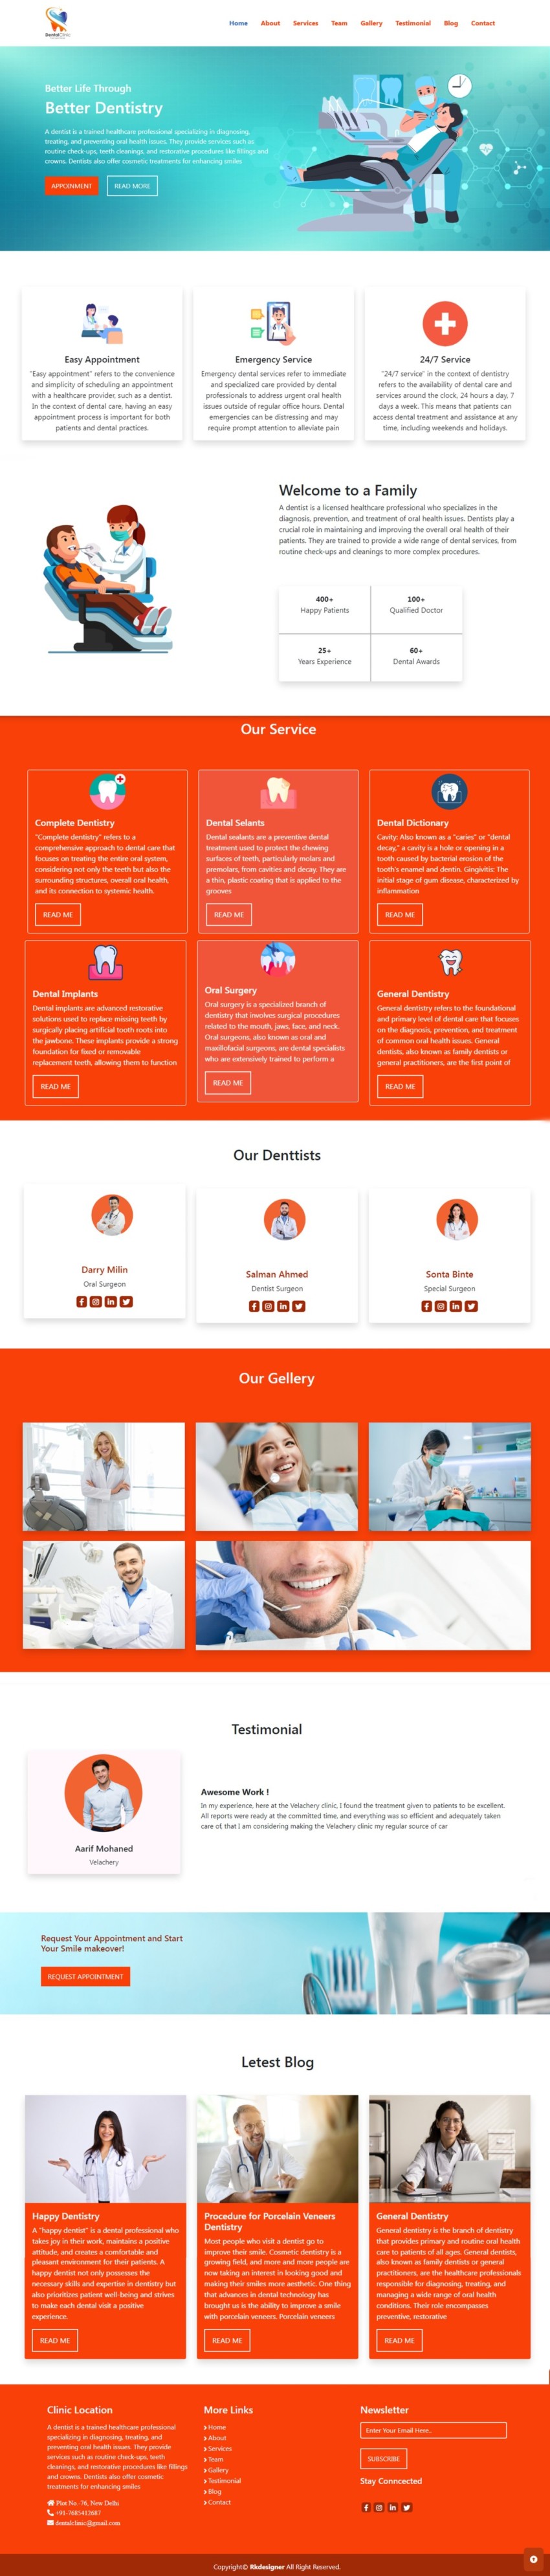 DentalClinic
Home About Services Team Gallery Testimonial Blog Contact
Better Life Through
Better Dentistry
A dentist is a trained healthcare professional specializing in diagnosing,
treating, and preventing oral health issues. They provide services such as
routine check-ups, teeth cleanings, and restorative procedures like fillings and
crowns. Dentists also offer cosmetic treatments for enhancing smiles
APPOINMENT READ MORE
Easy Appointment
"Easy appointment" refers to the convenience
and simplicity of scheduling an appointment
with a healthcare provider, such as a dentist.
In the context of dental care, having an easy
appointment process is important for both
patients and dental practices.
Emergency Service
Emergency dental services refer to immediate
and specialized care provided by dental
professionals to address urgent oral health
issues outside of regular office hours. Dental
emergencies can be distressing and may
require prompt attention to alleviate pain
24/7 Service
"24/7 service" in the context of dentistry
refers to the availability of dental care and
services around the clock, 24 hours a day, 7
days a week. This means that patients can
access dental treatment and assistance at any
time, including weekends and holidays.
Welcome to a Family
A dentist is a licensed healthcare professional who specializes in the
diagnosis, prevention, and treatment of oral health issues. Dentists play a
crucial role in maintaining and improving the overall oral health of their
patients. They are trained to provide a wide range of dental services, from
routine check-ups and cleanings to more complex procedures.
400+
Happy Patients
100+
Qualified Doctor
25+
Years Experience
60+
Dental Awards
Our Service
Complete Dentistry
"Complete dentistry" refers to a
comprehensive approach to dental care that
focuses on treating the entire oral system,
considering not only the teeth but also the
surrounding structures, overall oral health,
and its connection to systemic health.
READ ME
Dental Selants
Dental sealants are a preventive dental
treatment used to protect the chewing
surfaces of teeth, particularly molars and
premolars, from cavities and decay. They are
a thin, plastic coating that is applied to the
grooves
READ ME
Dental Dictionary
Cavity: Also known as a "caries" or "dental
decay," a cavity is a hole or opening in a
tooth caused by bacterial erosion of the
tooth's enamel and dentin. Gingivitis: The
initial stage of gum disease, characterized by
inflammation
READ ME
Dental Implants
Dental implants are advanced restorative
solutions used to replace missing teeth by
surgically placing artificial tooth roots into
the jawbone. These implants provide a strong
foundation for fixed or removable
replacement teeth, allowing them to function
READ ME
Oral Surgery
Oral surgery is a specialized branch of
dentistry that involves surgical procedures
related to the mouth, jaws, face, and neck.
Oral surgeons, also known as oral and
maxillofacial surgeons, are dental specialists
who are extensively trained to perform a
READ ME
General Dentistry
General dentistry refers to the foundational
and primary level of dental care that focuses
on the diagnosis, prevention, and treatment
of common oral health issues. General
dentists, also known as family dentists or
general practitioners, are the first point of
READ ME
Our Denttists
Darry Milin
Oral Surgeon
Salman Ahmed
Dentist Surgeon
Sonta Binte
Special Surgeon
Our Gellery
Testimonial
Aarif Mohaned
Velachery
Awesome Work !
In my experience, here at the Velachery clinic, I found the treatment given to patients to be excellent.
All reports were ready at the committed time, and everything was so efficient and adequately taken
care of, that I am considering making the Velachery clinic my regular source of car
Request Your Appointment and Start
Your Smile makeover!
REQUEST APPOINTMENT
Letest Blog
Happy Dentistry
A "happy dentist" is a dental professional who
takes joy in their work, maintains a positive
attitude, and creates a comfortable and
pleasant environment for their patients. A
happy dentist not only possesses the
necessary skills and expertise in dentistry but
also prioritizes patient well-being and strives
to make each dental visit a positive
experience.
READ ME
Procedure for Porcelain Veneers
Dentistry
Most people who visit a dentist go to
improve their smile. Cosmetic dentistry is a
growing field, and more and more people are
now taking an interest in looking good and
making their smiles more aesthetic. One thing
that advances in dental technology has
brought us is the ability to improve a smile
with porcelain veneers. Porcelain veneers
READ ME
General Dentistry
General dentistry is the branch of dentistry
that provides primary and routine oral health
care to patients of all ages. General dentists,
also known as family dentists or general
practitioners, are the healthcare professionals
responsible for diagnosing, treating, and
managing a wide range of oral health
conditions. Their role encompasses
preventive, restorative
READ ME
Clinic Location
A dentist is a trained healthcare professional
specializing in diagnosing, treating, and
preventing oral health issues. They provide
services such as routine check-ups, teeth
cleanings, and restorative procedures like fillings
and crowns. Dentists also offer cosmetic
treatments for enhancing smiles
Plot No.-76, New Delhi
+91-7685412687
dentalclinic@gmail.com
More Links
Home
About
Services
Team
Gallery
Testimonial
Blog
Contact
Newsletter
Enter Your Email Here..
SUBSCRIBE
Stay Conncected
Copyright© Rkdesigner All Right Reserved.